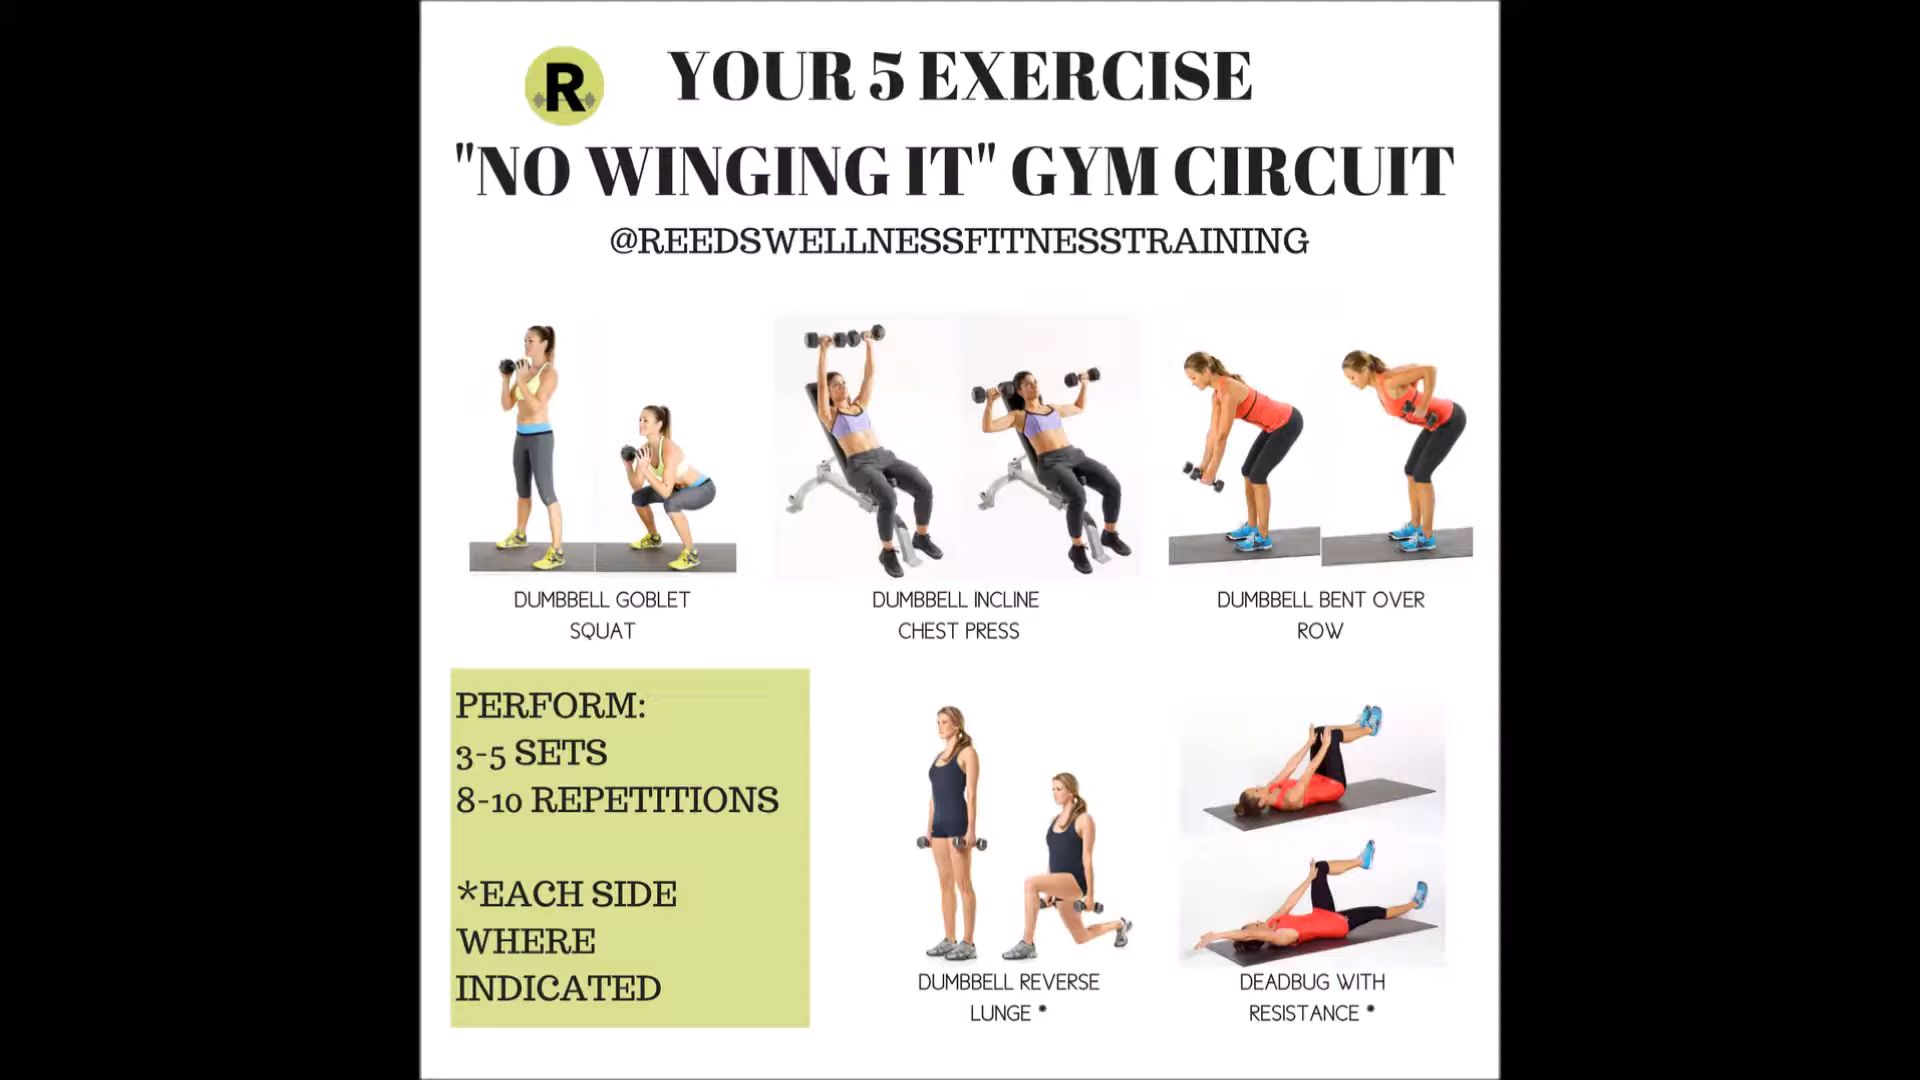 R
YOUR 5 EXERCISE
"NO WINGING IT" GYM CIRCUIT
@REEDSWELLNESSFITNESSTRAINING
DUMBBELL GOBLET
SQUAT
DUMBBELL INCLINE
CHEST PRESS
DUMBBELL BENT OVER
ROW
PERFORM:
3-5 SETS
8-10 REPETITIONS
*EACH SIDE
WHERE
INDICATED
DUMBBELL REVERSE
LUNGE *
DEADBUG WITH
RESISTANCE *